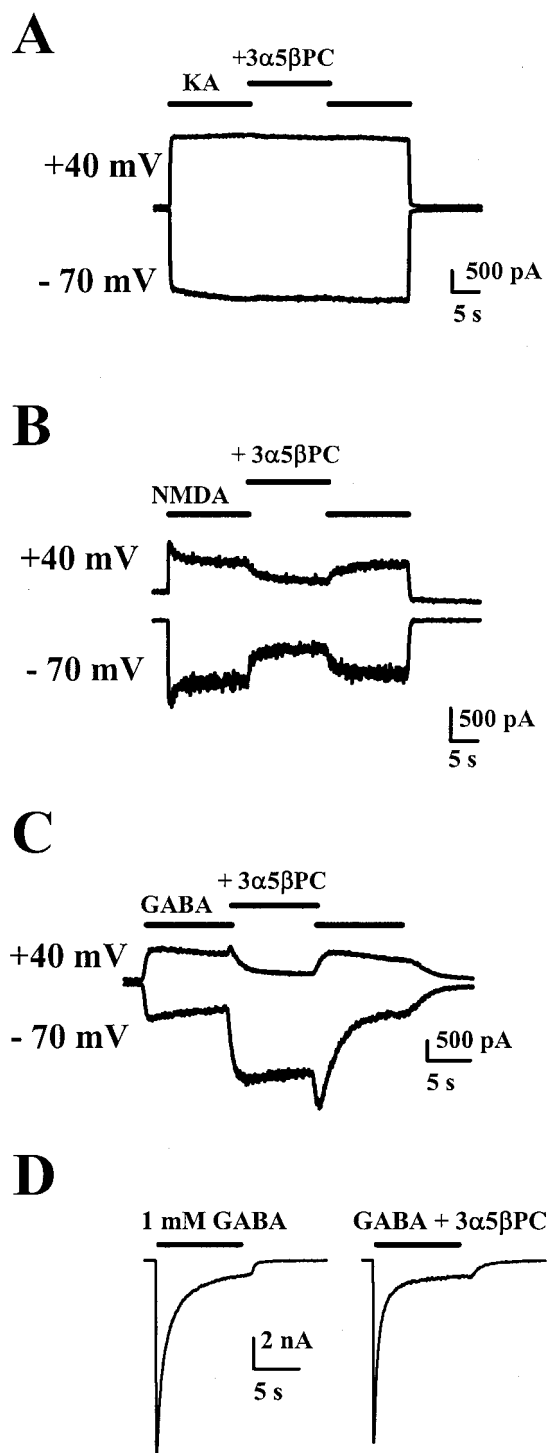 A
+3α5βPC
KA
+40 mV
- 70 mV
500 pA
5 s
B
+ 3α5βPC
NMDA
+40 mV
- 70 mV
500 pA
5 s
C
+ 3α5βPC
GABA
+40 mV
- 70 mV
500 pA
5 s
D
1 mM GABA
GABA + 3α5βPC
2 nA
5 s